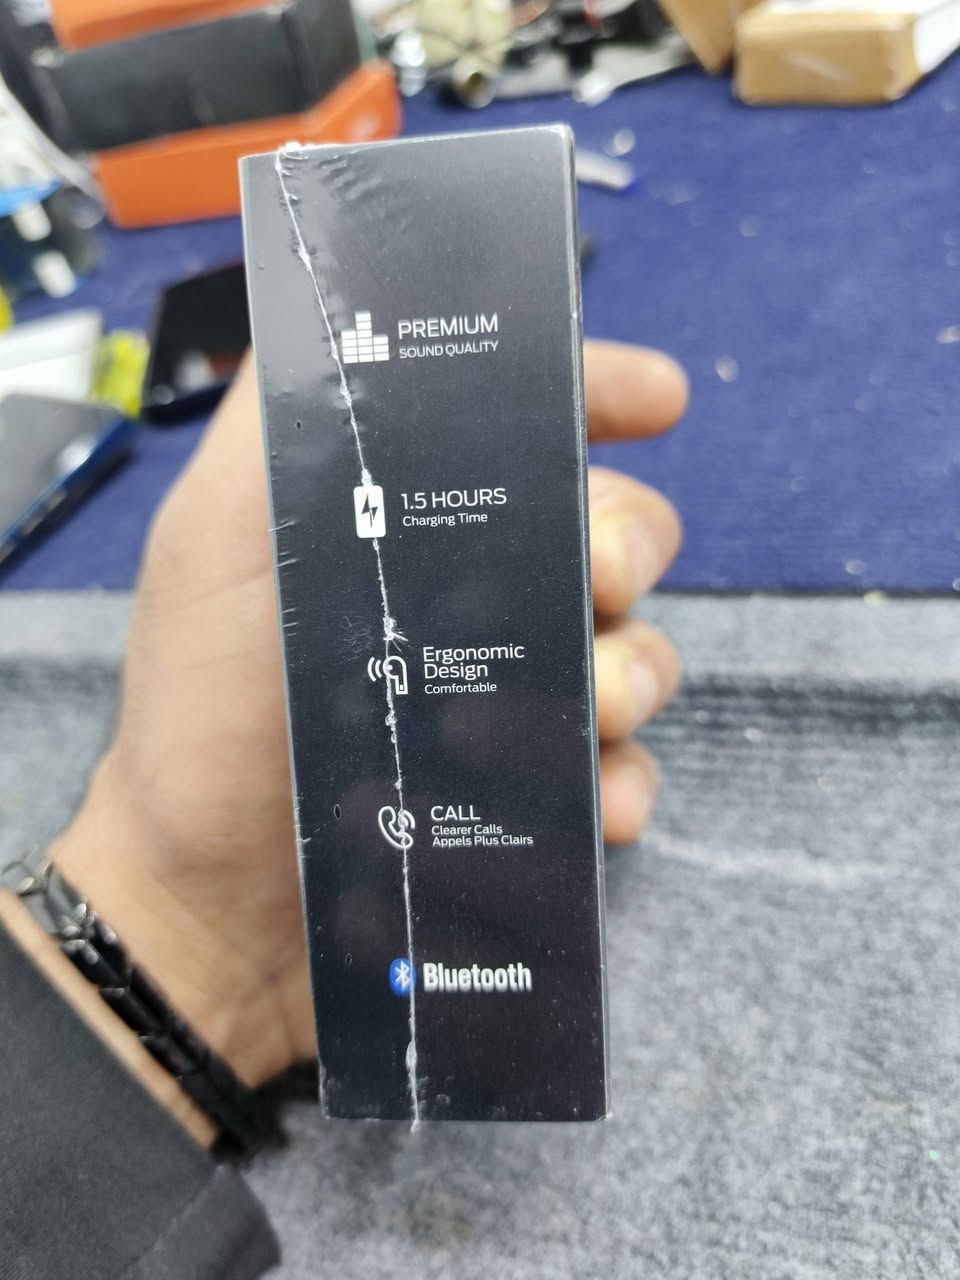 PREMIUM
SOUND QUALITY
1.5 HOURS
Charging Time
Ergonomic
Design
Comfortable
CALL
Clearer Calls
Appels Plus Clairs
Bluetooth